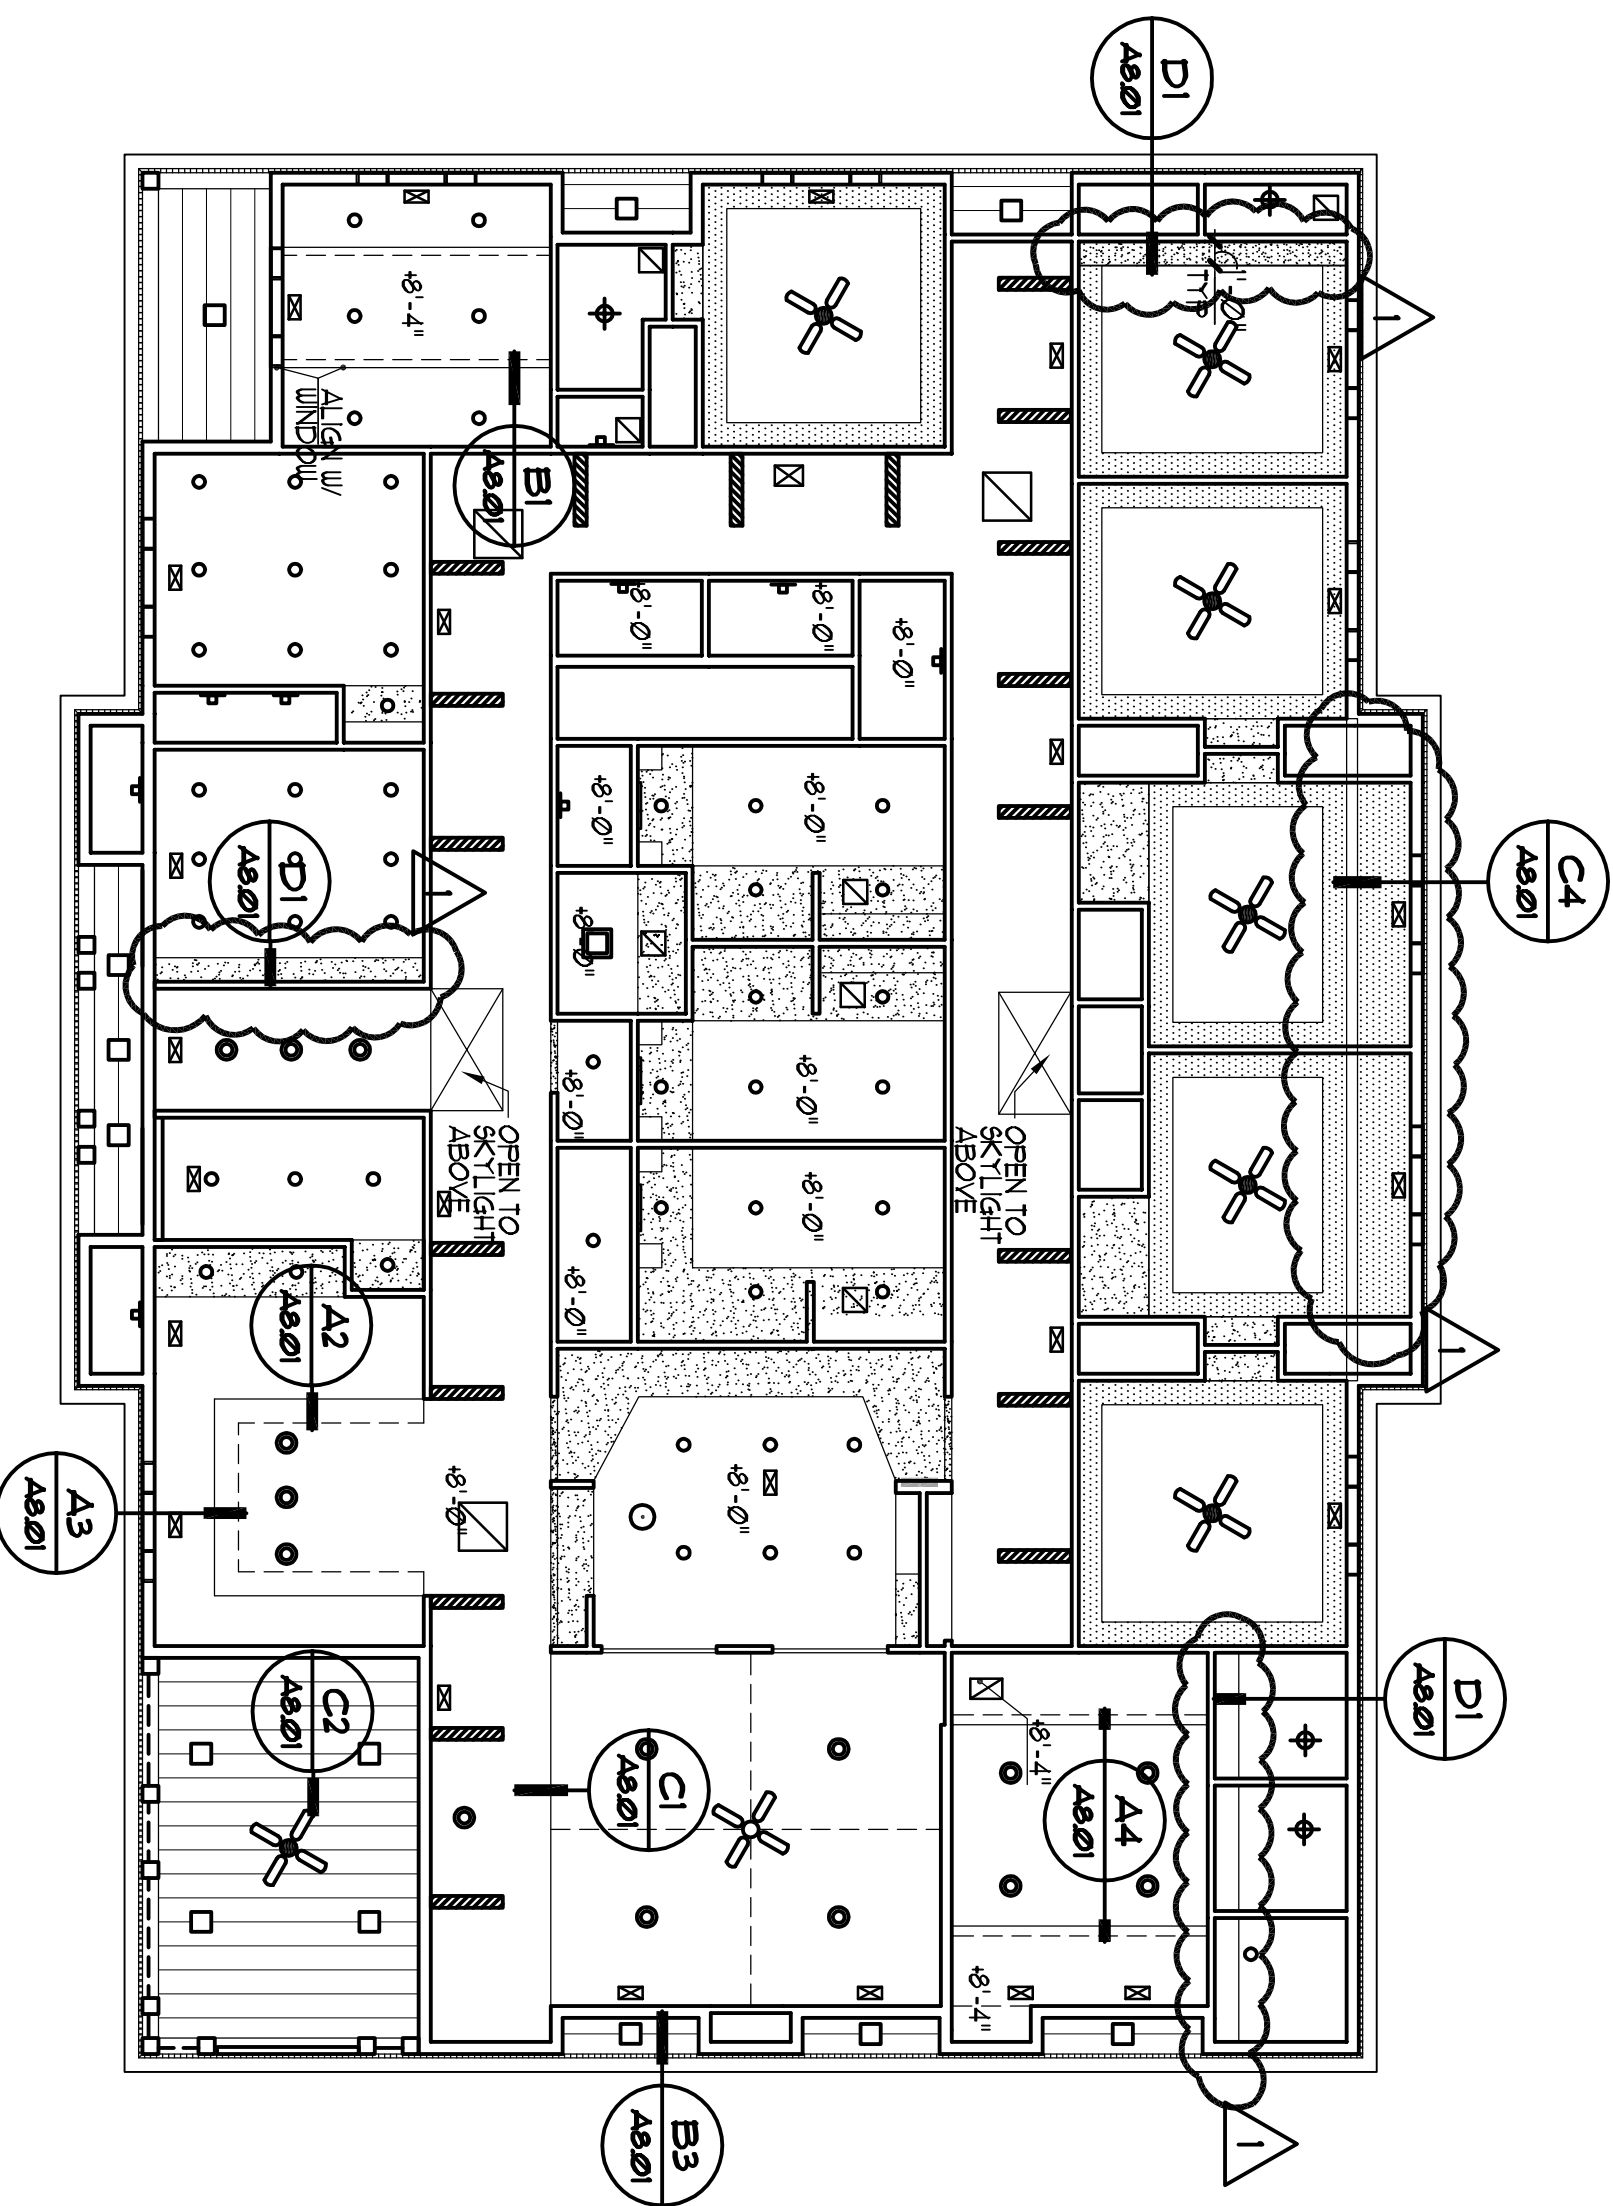 C4
A8.01
D1
A8.01
1
1
1
1'-0"
TYP
D1
A8.01
A4
A8.01
+8'-4"
OPEN TO
SKYLIGHT
ABOVE
+8'-4"
+8'-0"
+8'-0"
+8'-0"
+8'-0"
+8'-0"
+8'-0"
B3
A8.01
C1
A8.01
+8'-0"
+8'-0"
+8'-0"
+8'-0"
+8'-0"
B1
A8.01
OPEN TO
SKYLIGHT
ABOVE
+8'-0"
1
+8'-4"
ALIGN W/
WINDOW
A2
A8.01
C2
A8.01
D1
A8.01
A3
A8.01